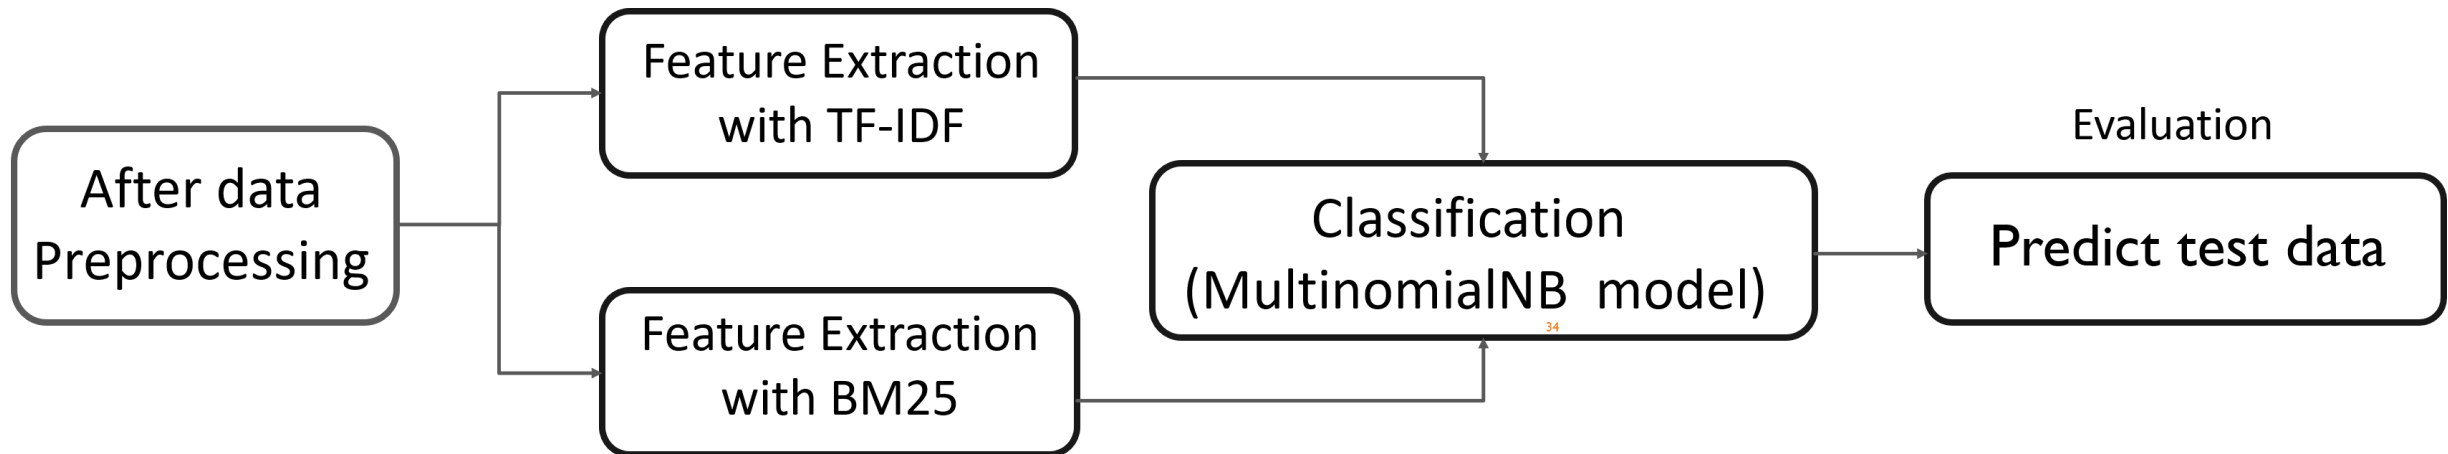 After data
Preprocessing
Feature Extraction
with TF-IDF
Feature Extraction
with BM25
Classification
(MultinomialNB model)
34
Evaluation
Predict test data